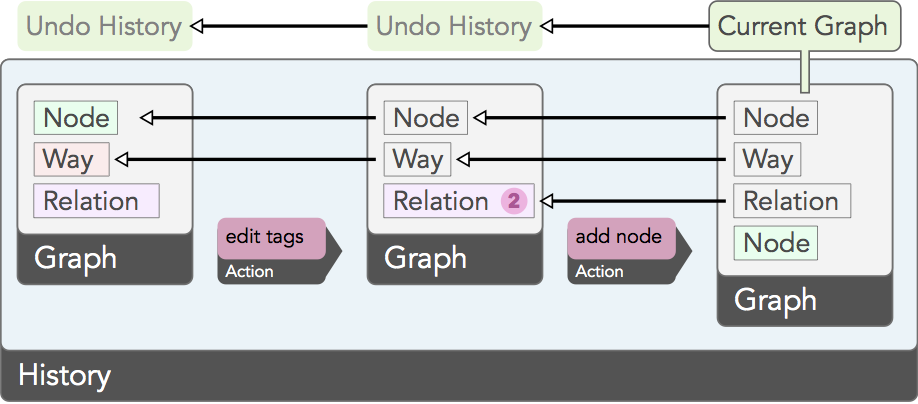 Undo History
Undo History
Current Graph
Node
Way
Relation
Graph
edit tags
Action
Node
Way
Relation 2
Graph
add node
Action
Node
Way
Relation
Node
Graph
History